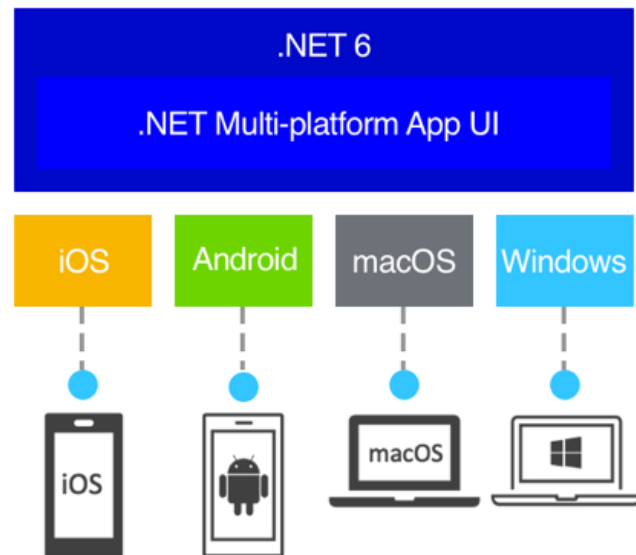 .NET 6
.NET Multi-platform App UI
iOS
Android
macOS
Windows
iOS
macOS